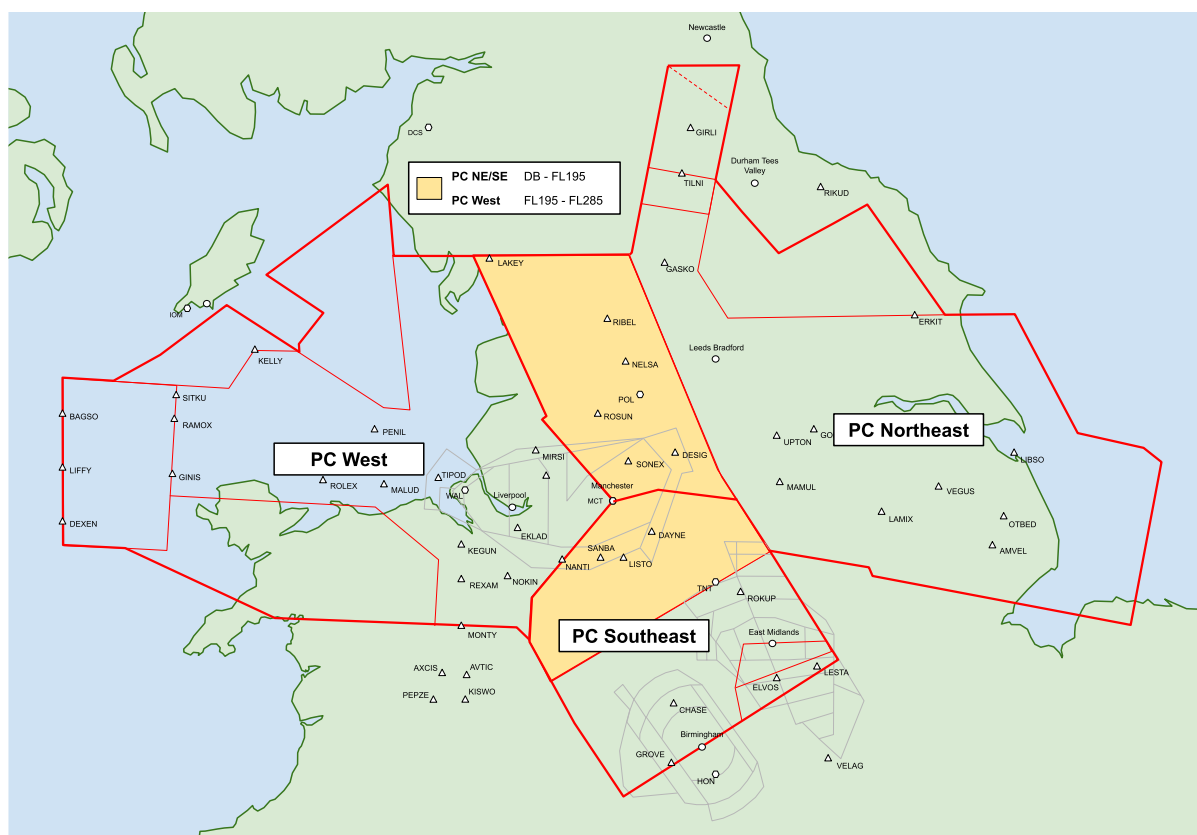 Newcastle
DCS
GIRLI
Durham Tees
Valley
PC NE/SE DB - FL195
PC West FL195 - FL285
TILNI
RIKUD
LAKEY
GASKO
IOM
RIBEL
ERKIT
Leeds Bradford
KELLY
NELSA
SITKU
POL
BAGSO
RAMOX
ROSUN
PENIL
UPTON
GO
PC Northeast
PC West
MIRSI
DESIG
SONEX
LIBSO
LIFFY
GINIS
TIPOD
ROLEX
MALUD
WAL
Liverpool
Manchester
MCT
MAMUL
VEGUS
DEXEN
EKLAD
DAYNE
LAMIX
OTBED
KEGUN
SANBA
NANTI
LISTO
AMVEL
REXAM
NOKIN
TNT
ROKUP
MONTY
PC Southeast
East Midlands
AXCIS
AVTIC
LESTA
ELVOS
PEPZE
KISWO
CHASE
Birmingham
GROVE
HON
VELAG